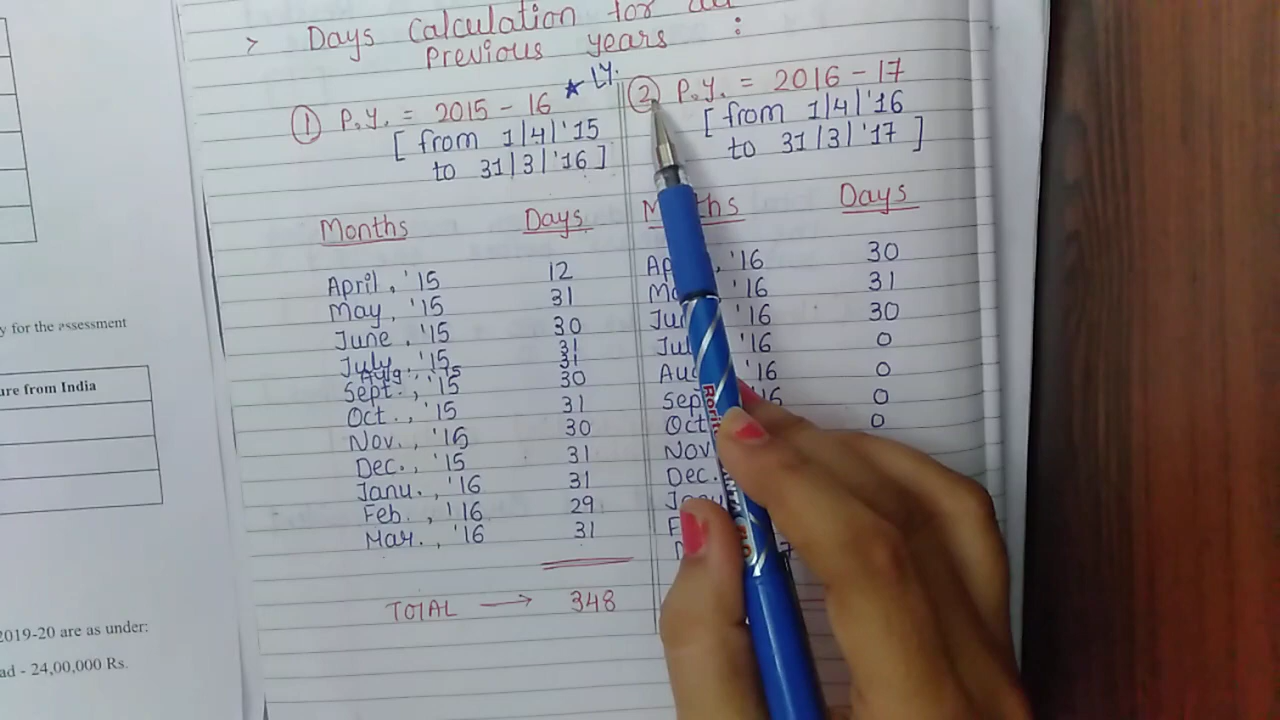 > Days Calculation for
Previous years :
① P.Y. = 2015 - 16 * LY.
[ from 1/4/'15
to 31/3/'16 ]
Months Days
April, '15 12
May, '15 31
June, '15 30
July, '15 31
Aug., '15 31
Sept., '15 30
Oct., '15 31
Nov., '15 30
Dec., '15 31
Janu., '16 31
Feb., '16 29
Mar., '16 31
TOTAL → 348
② P.Y. = 2016 - 17
[ from 1/4/'16
to 31/3/'17 ]
Days
'16 30
'16 31
'16 30
'16 0
'16 0
Sep '16 0
Oct 0
Nov
Dec.
y for the assessment
ure from India
2019-20 are as under:
ad - 24,00,000 Rs.